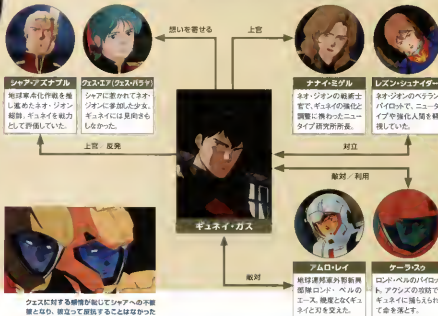 想いを寄せる
上官
シャア・アズナブル
クェス・エア(クェス・パラヤ)
ナナイ・ミゲル
レズン・シュナイダー
地球寒冷化作戦を推
し進めたネオ・ジオン
総帥。ギュネイを戦力
として評価していた。
シャアに惹かれてネオ・
ジオンに参加した少女。
ギュネイには見向きも
しなかった。
ネオ・ジオンの戦術士
官で、ギュネイの強化と
調整に携わったニュー
タイプ研究所所長。
ネオ・ジオンのベテラン
パイロットで、ニュータ
イプや強化人間を軽
視していた。
上官/反発
対立
敵対/利用
ギュネイ・ガス
敵対
アムロ・レイ
ケーラ・スゥ
地球連邦軍外郭新興
部隊ロンド・ベルの
エース。幾度となくギュ
ネイと刃を交えた。
ロンド・ベルのパイロッ
ト。アクシズの攻防で
ギュネイに捕らえられ
て命を落とす。
クェスに対する感情が転じてシャアへの不審
となり、表立って反抗することはなかった